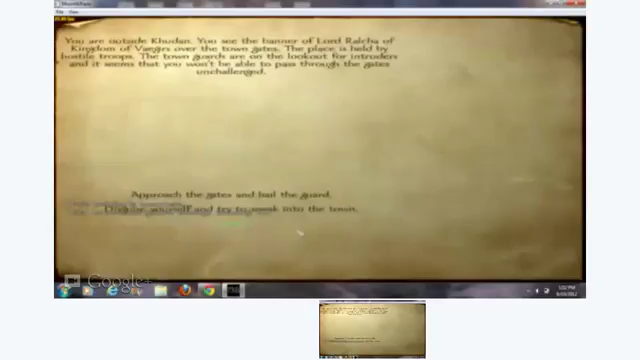 You are outside Khudan. You see the banner of Lord Ralcha of
Kingdom of Vaegirs over the town gates. The place is held by
hostile troops. The town guards are on the lookout for intruders
and it seems that you won't be able to pass through the gates
unchallenged.
Approach the gates and hail the guard.
Disguise yourself and try to sneak into the town.
Google+
File View